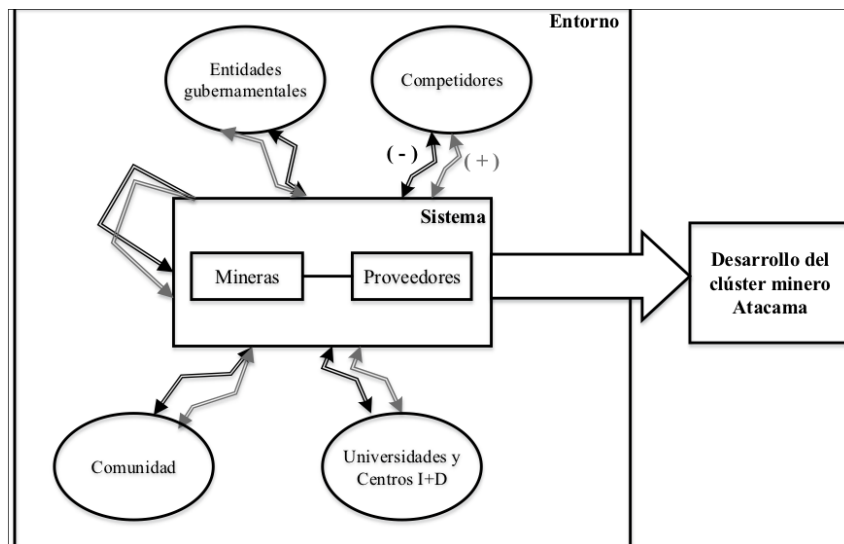 Entorno
Entidades
gubernamentales
Competidores
( - )
( + )
Sistema
Mineras
Proveedores
Desarrollo del
clúster minero
Atacama
Comunidad
Universidades y
Centros I+D